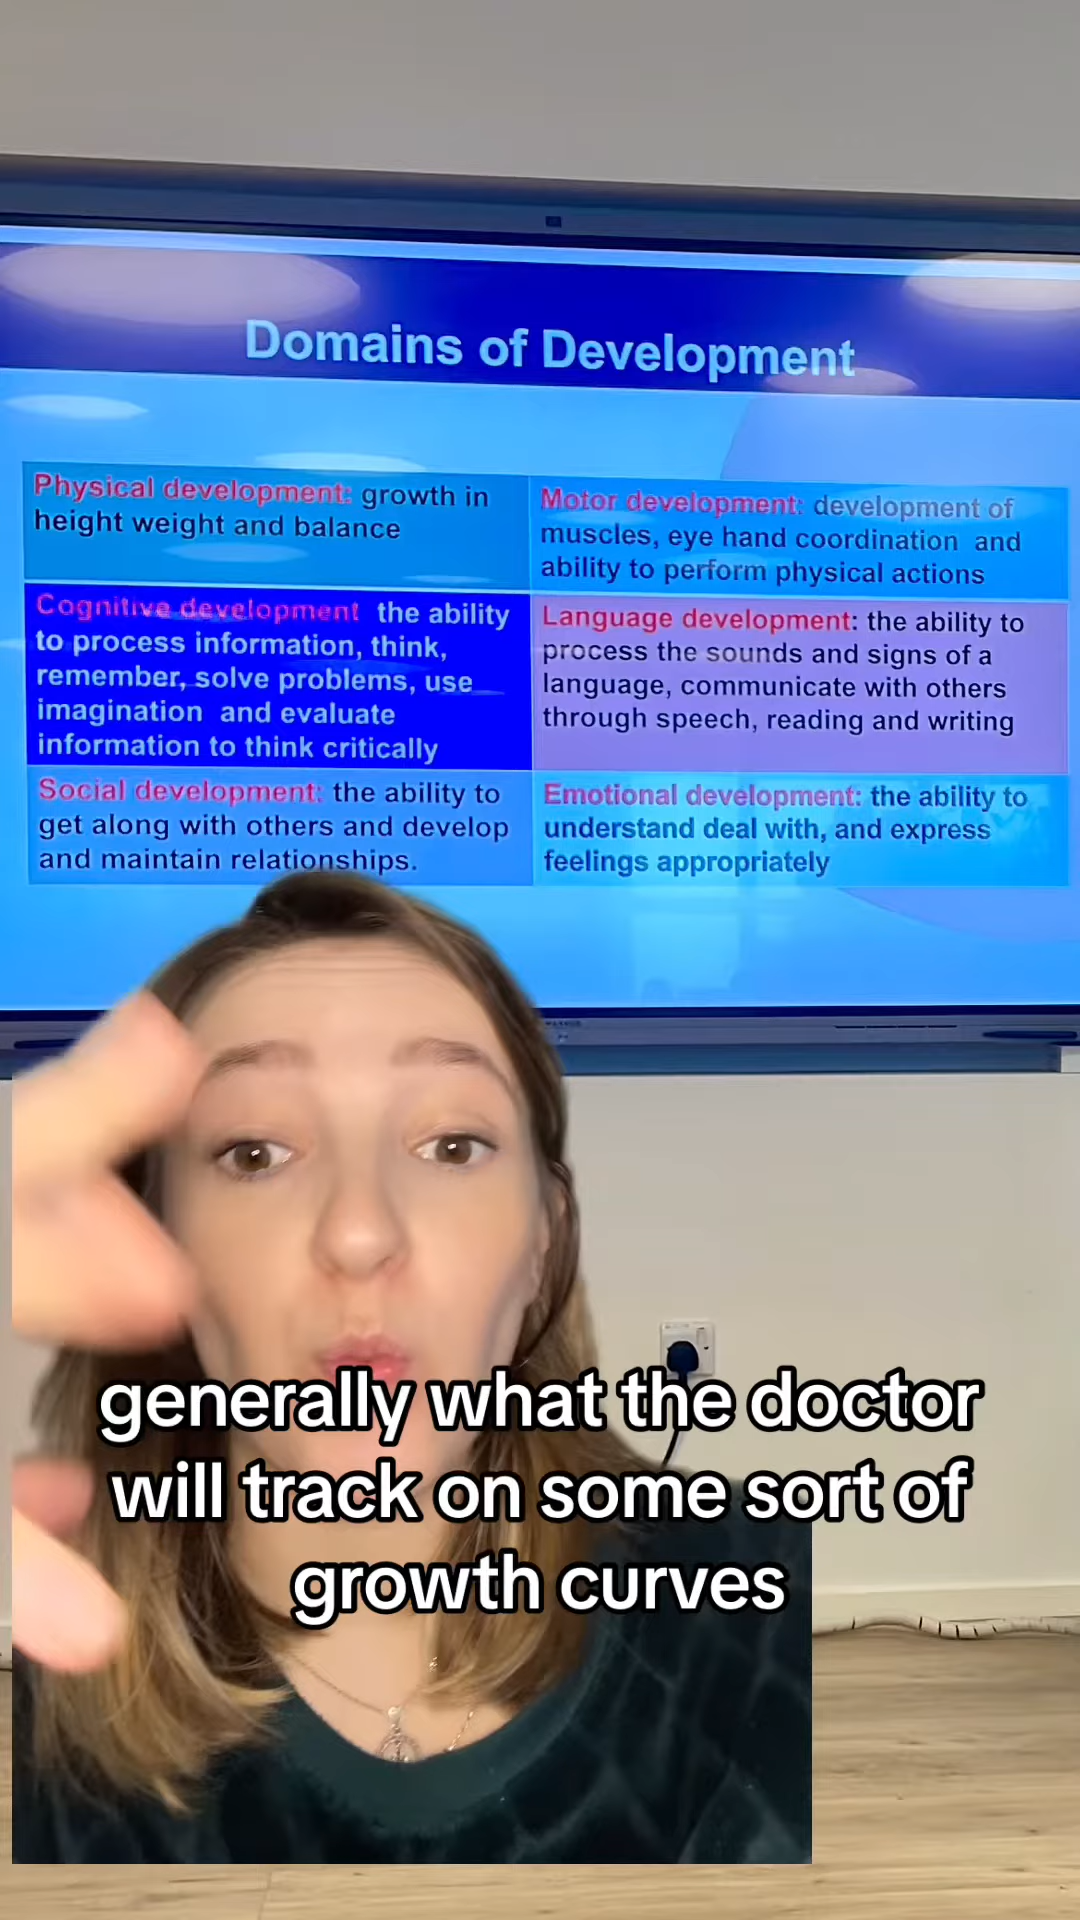 Domains of Development
Physical development: growth in
height weight and balance
Motor development: development of
muscles, eye hand coordination and
ability to perform physical actions
Cognitive development the ability
to process information, think,
remember, solve problems, use
imagination and evaluate
information to think critically
Language development: the ability to
process the sounds and signs of a
language, communicate with others
through speech, reading and writing
Social development: the ability to
get along with others and develop
and maintain relationships.
Emotional development: the ability to
understand deal with, and express
feelings appropriately
generally what the doctor
will track on some sort of
growth curves